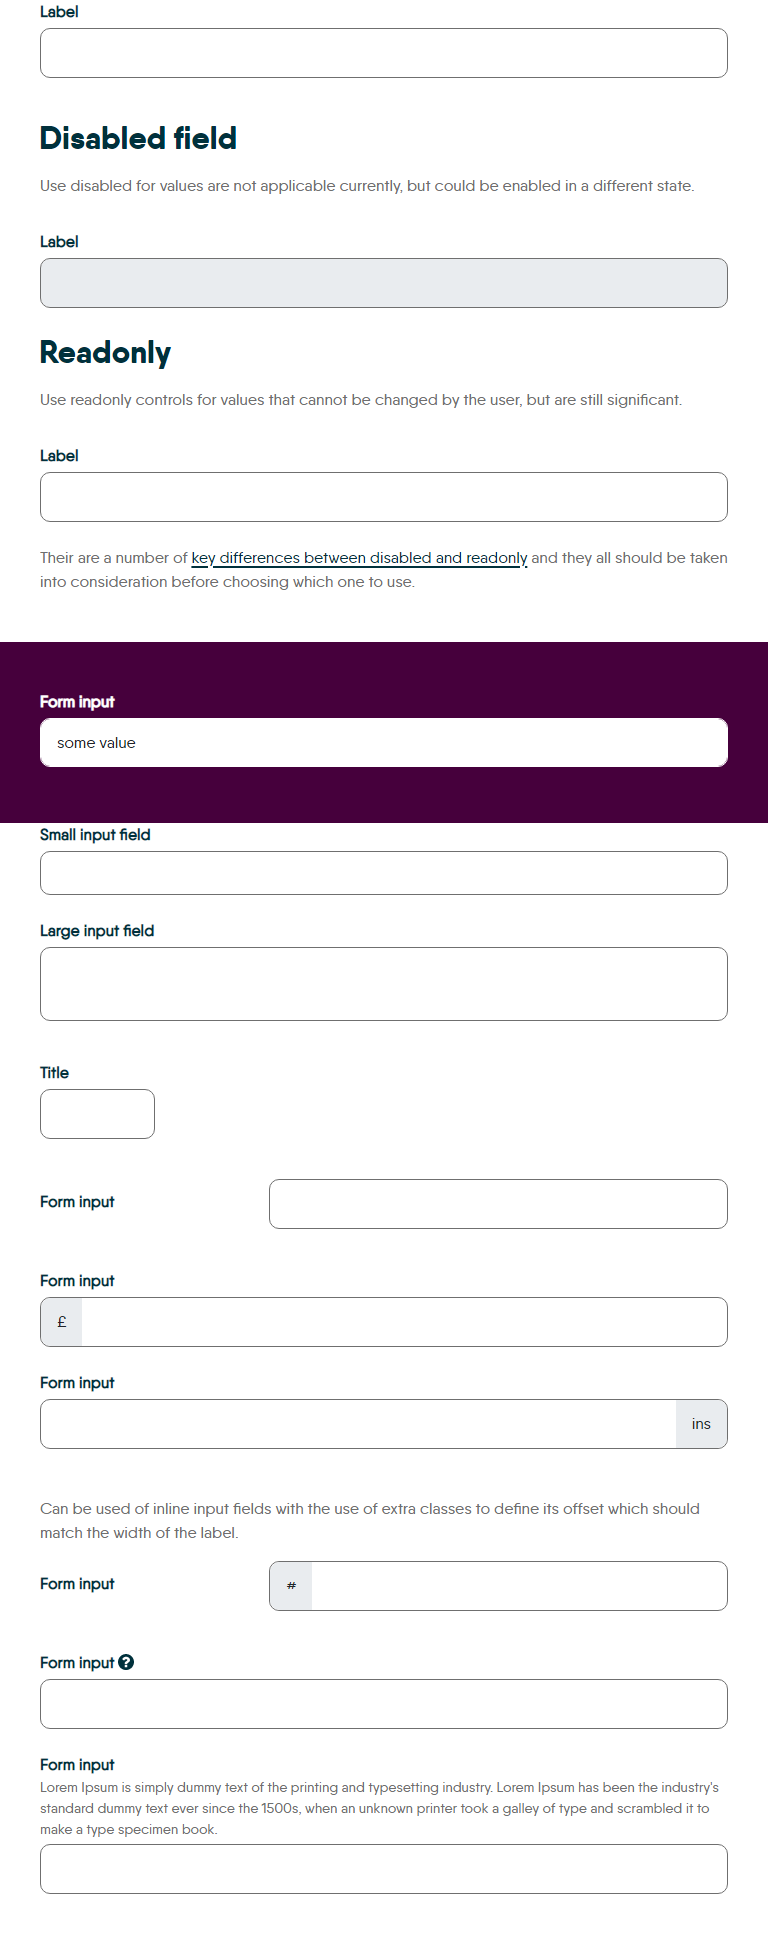 Label
Disabled field
Use disabled for values are not applicable currently, but could be enabled in a different state.
Label
Readonly
Use readonly controls for values that cannot be changed by the user, but are still significant.
Label
Their are a number of key differences between disabled and readonly and they all should be taken
into consideration before choosing which one to use.
Form input
some value
Small input field
Large input field
Title
Form input
Form input
£
Form input
ins
Can be used of inline input fields with the use of extra classes to define its offset which should
match the width of the label.
Form input
#
Form input ?
Form input
Lorem Ipsum is simply dummy text of the printing and typesetting industry. Lorem Ipsum has been the industry's
standard dummy text ever since the 1500s, when an unknown printer took a galley of type and scrambled it to
make a type specimen book.